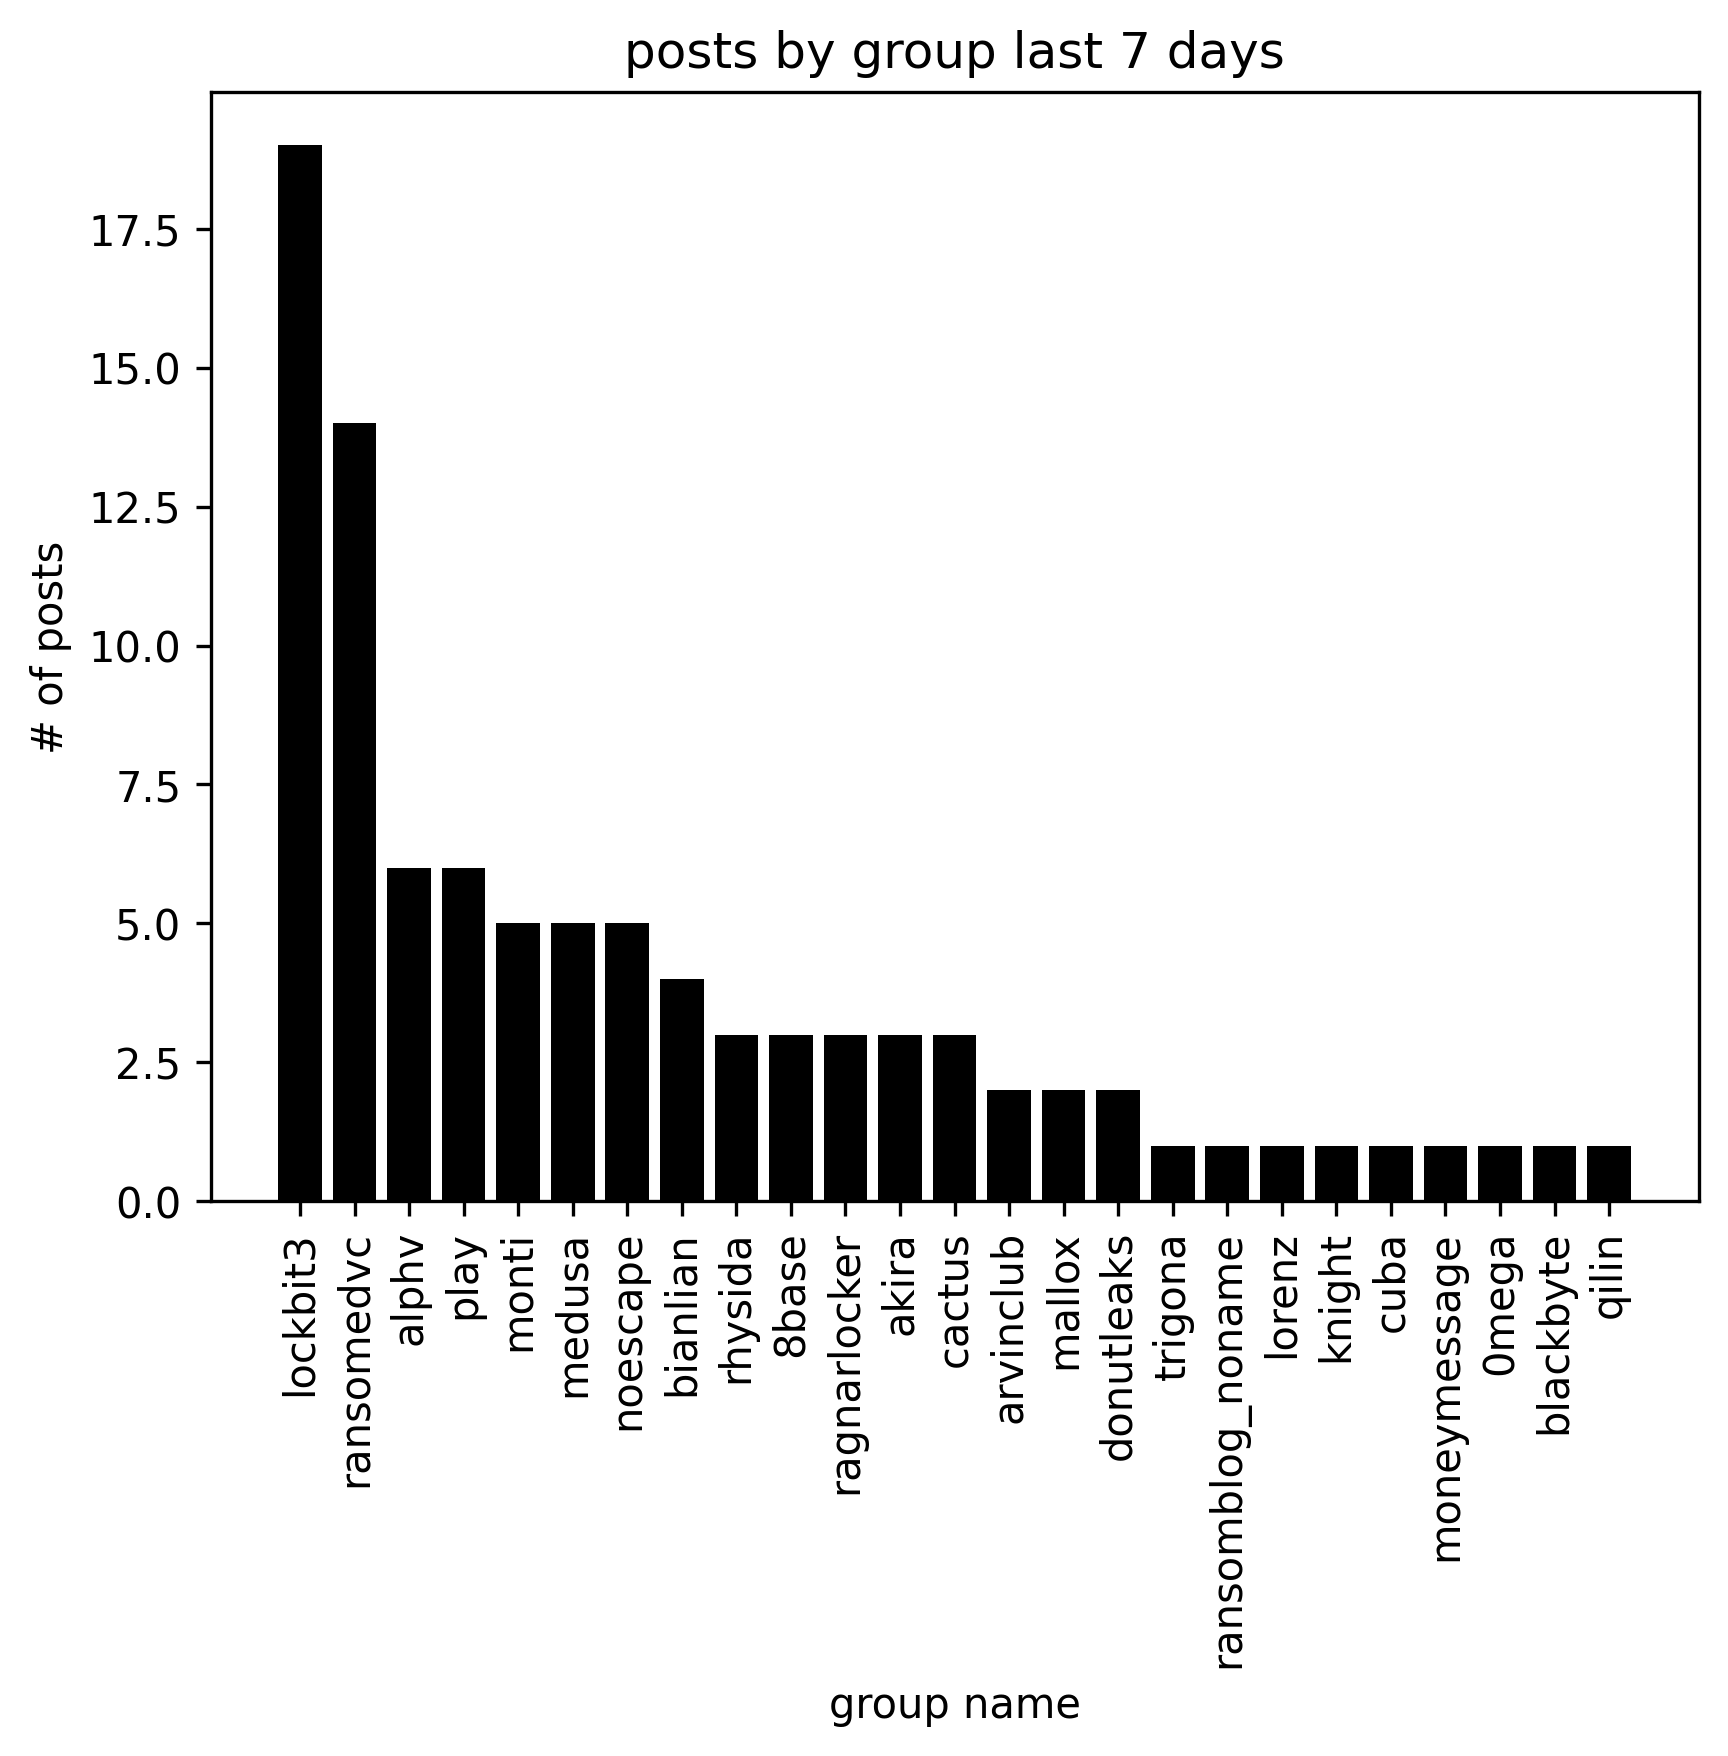 posts by group last 7 days
17.5
15.0
12.5
10.0
7.5
5.0
2.5
0.0
# of posts
lockbit3
ransomedvc
alphv
play
monti
medusa
noescape
bianlian
rhysida
8base
ragnarlocker
akira
cactus
arvinclub
mallox
donutleaks
trigona
ransomblog_noname
lorenz
knight
cuba
moneymessage
0mega
blackbyte
qilin
group name